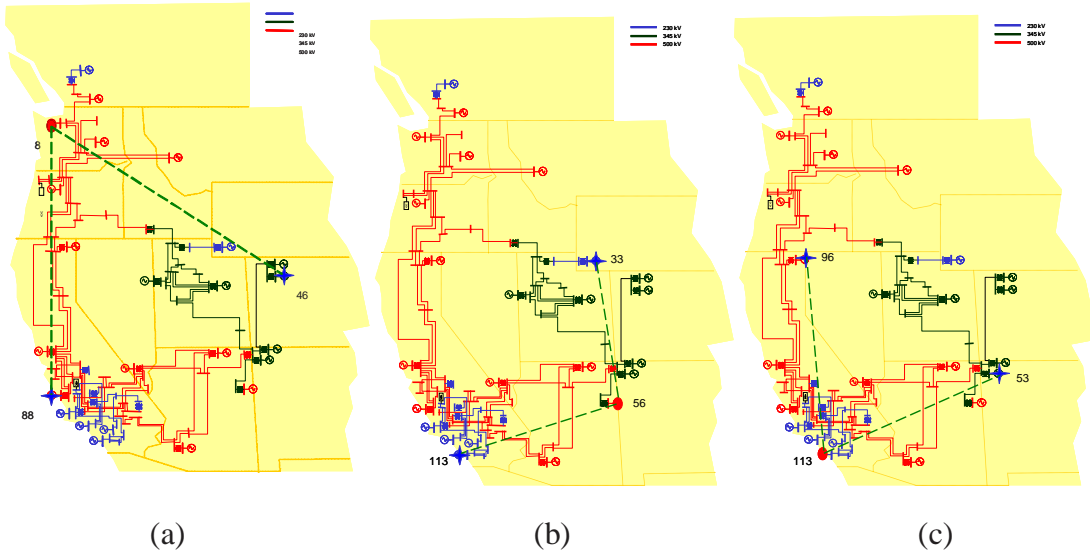 230 kV
345 kV
500 kV
8
46
88
230 kV
345 kV
500 kV
33
56
113
230 kV
345 kV
500 kV
96
53
113
(a) (b) (c)